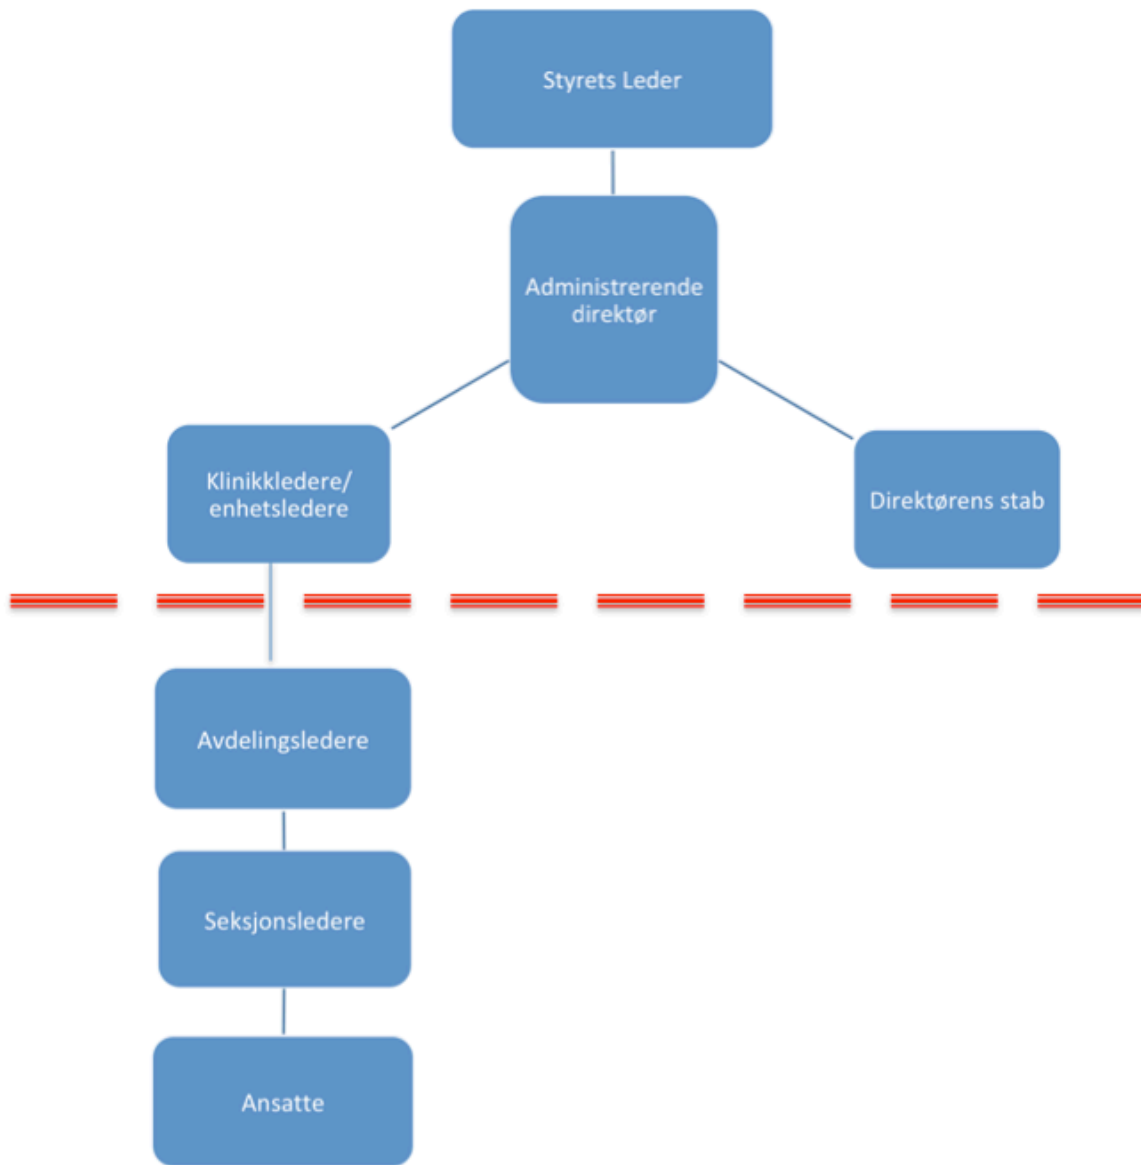 Styrets Leder
Administrerende
direktør
Klinikkledere/
enhetsledere
Direktørens stab
Avdelingsledere
Seksjonsledere
Ansatte